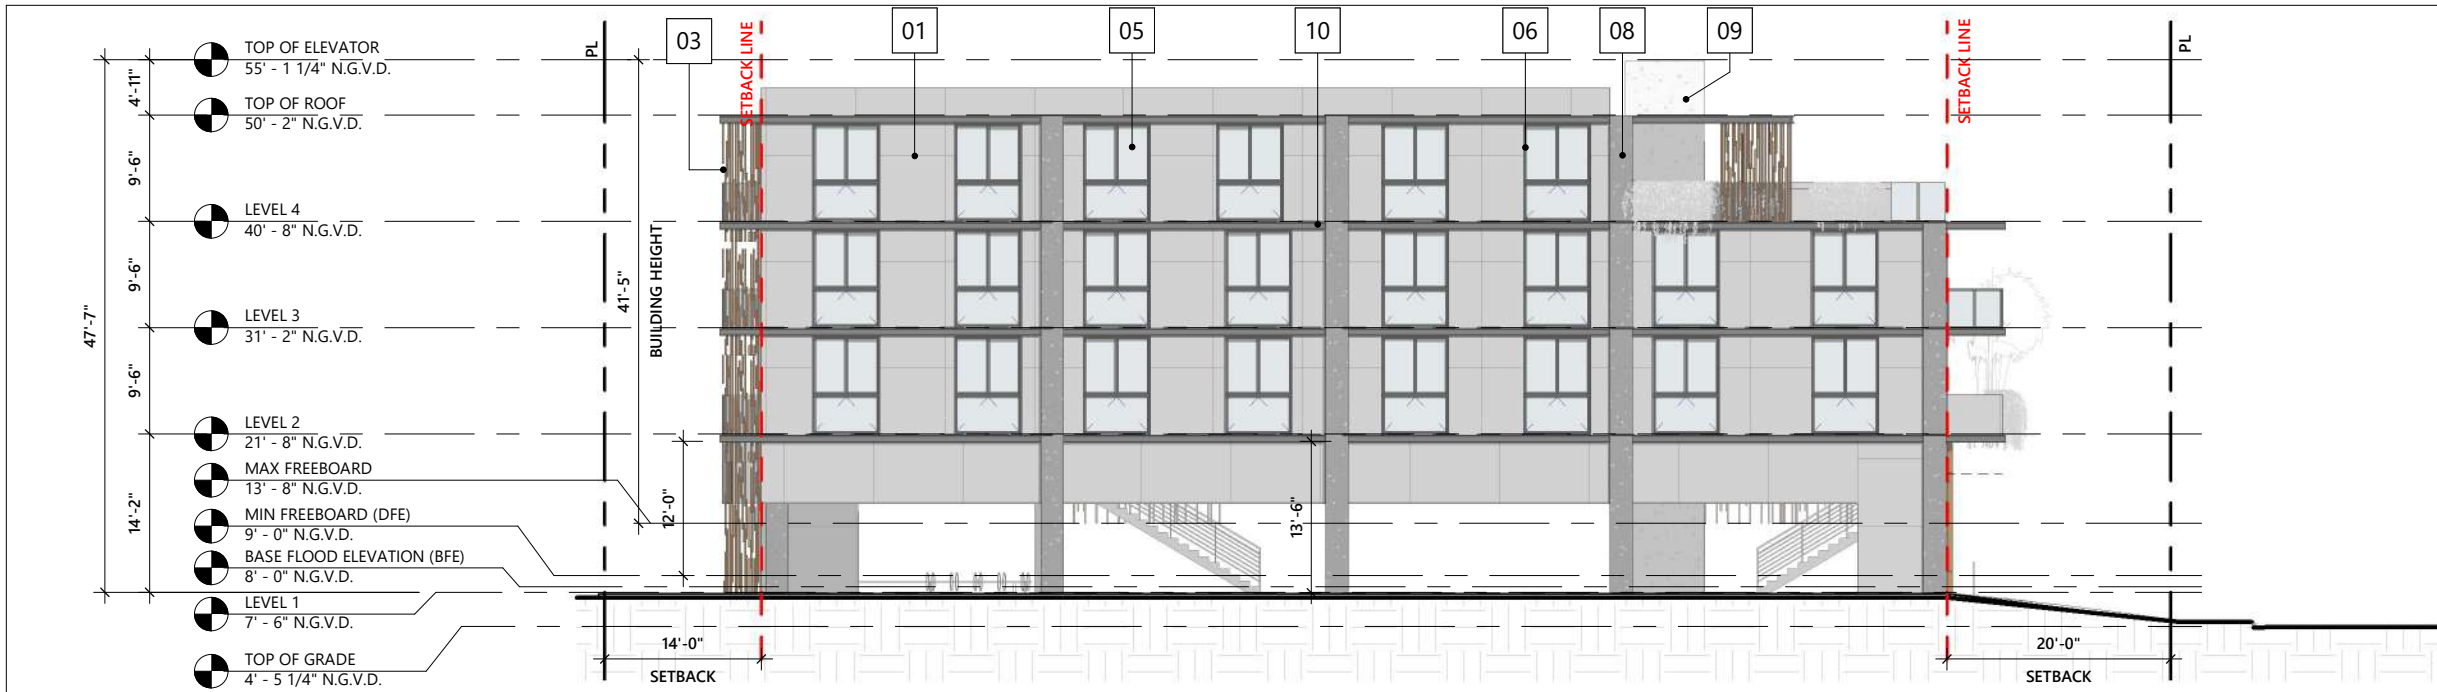 03
01
05
10
06
08
09
PL
SETBACK LINE
SETBACK LINE
PL
TOP OF ELEVATOR
55' - 1 1/4" N.G.V.D.
TOP OF ROOF
50' - 2" N.G.V.D.
LEVEL 4
40' - 8" N.G.V.D.
LEVEL 3
31' - 2" N.G.V.D.
LEVEL 2
21' - 8" N.G.V.D.
MAX FREEBOARD
13' - 8" N.G.V.D.
MIN FREEBOARD (DFE)
9' - 0" N.G.V.D.
BASE FLOOD ELEVATION (BFE)
8' - 0" N.G.V.D.
LEVEL 1
7' - 6" N.G.V.D.
TOP OF GRADE
4' - 5 1/4" N.G.V.D.
47'-7"
4'-11"
9'-6"
9'-6"
9'-6"
14'-2"
41'-5"
BUILDING HEIGHT
12'-0"
13'-6"
14'-0"
SETBACK
20'-0"
SETBACK